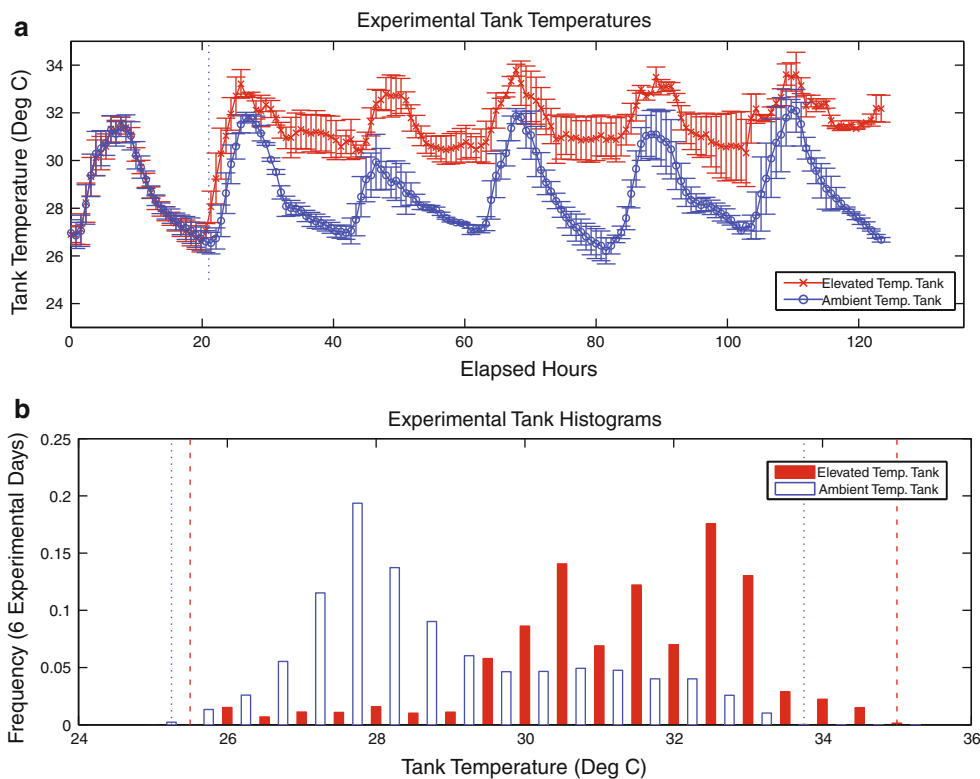 a
Experimental Tank Temperatures
Tank Temperature (Deg C)
34
32
30
28
26
24
Elevated Temp. Tank
Ambient Temp. Tank
0 20 40 60 80 100 120
Elapsed Hours
b
Experimental Tank Histograms
Frequency (6 Experimental Days)
0.25
0.2
0.15
0.1
0.05
0
Elevated Temp. Tank
Ambient Temp. Tank
24 26 28 30 32 34 36
Tank Temperature (Deg C)